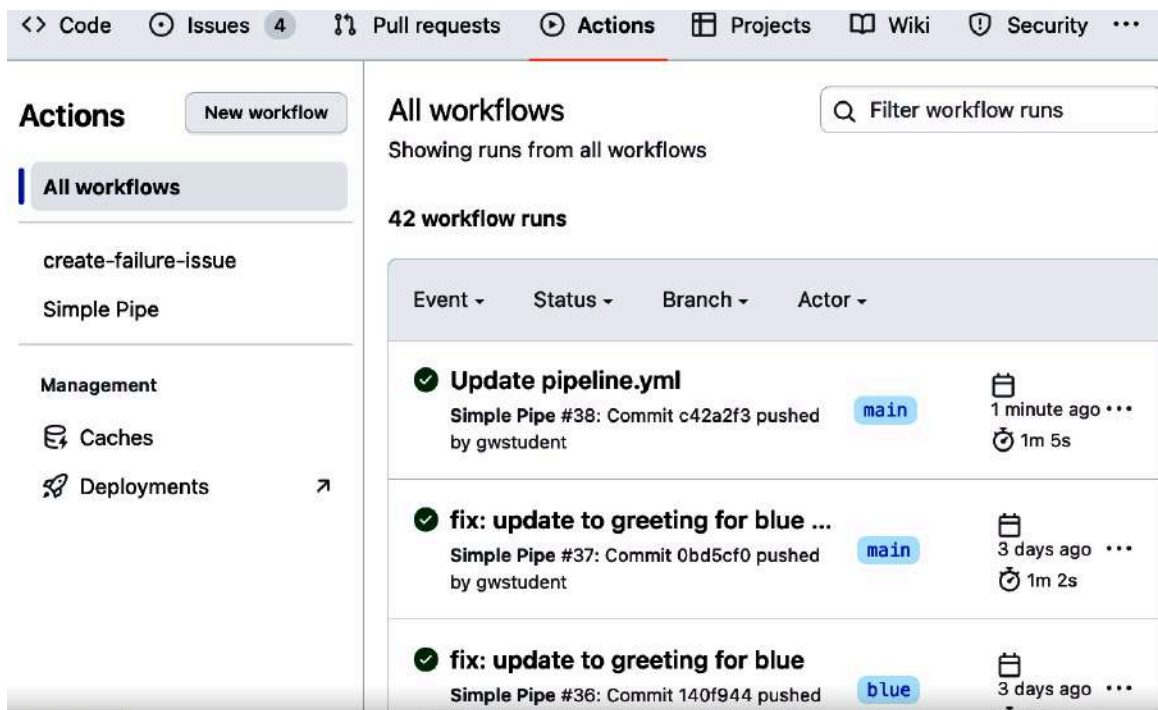 Code Issues 4 Pull requests Actions Projects Wiki Security ...
Actions
New workflow
All workflows
create-failure-issue
Simple Pipe
Management
Caches
Deployments
All workflows
Filter workflow runs
Showing runs from all workflows
42 workflow runs
Event Status Branch Actor
Update pipeline.yml
Simple Pipe #38: Commit c42a2f3 pushed
by gwstudent
main
1 minute ago ...
1m 5s
fix: update to greeting for blue ...
Simple Pipe #37: Commit 0bd5cf0 pushed
by gwstudent
main
3 days ago ...
1m 2s
fix: update to greeting for blue
Simple Pipe #36: Commit 140f944 pushed
blue
3 days ago ...